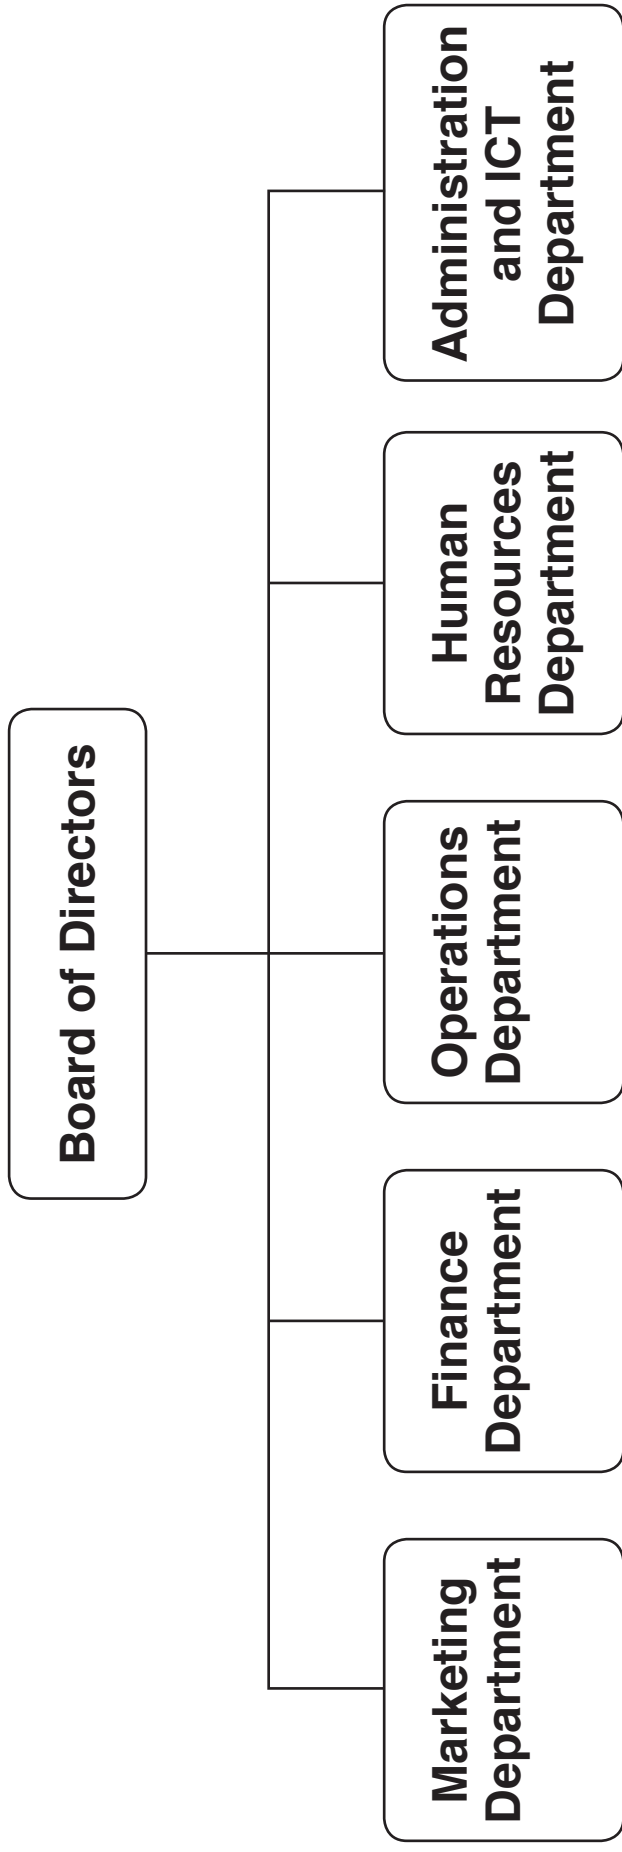 Board of Directors
Marketing
Department
Finance
Department
Operations
Department
Human
Resources
Department
Administration
and ICT
Department